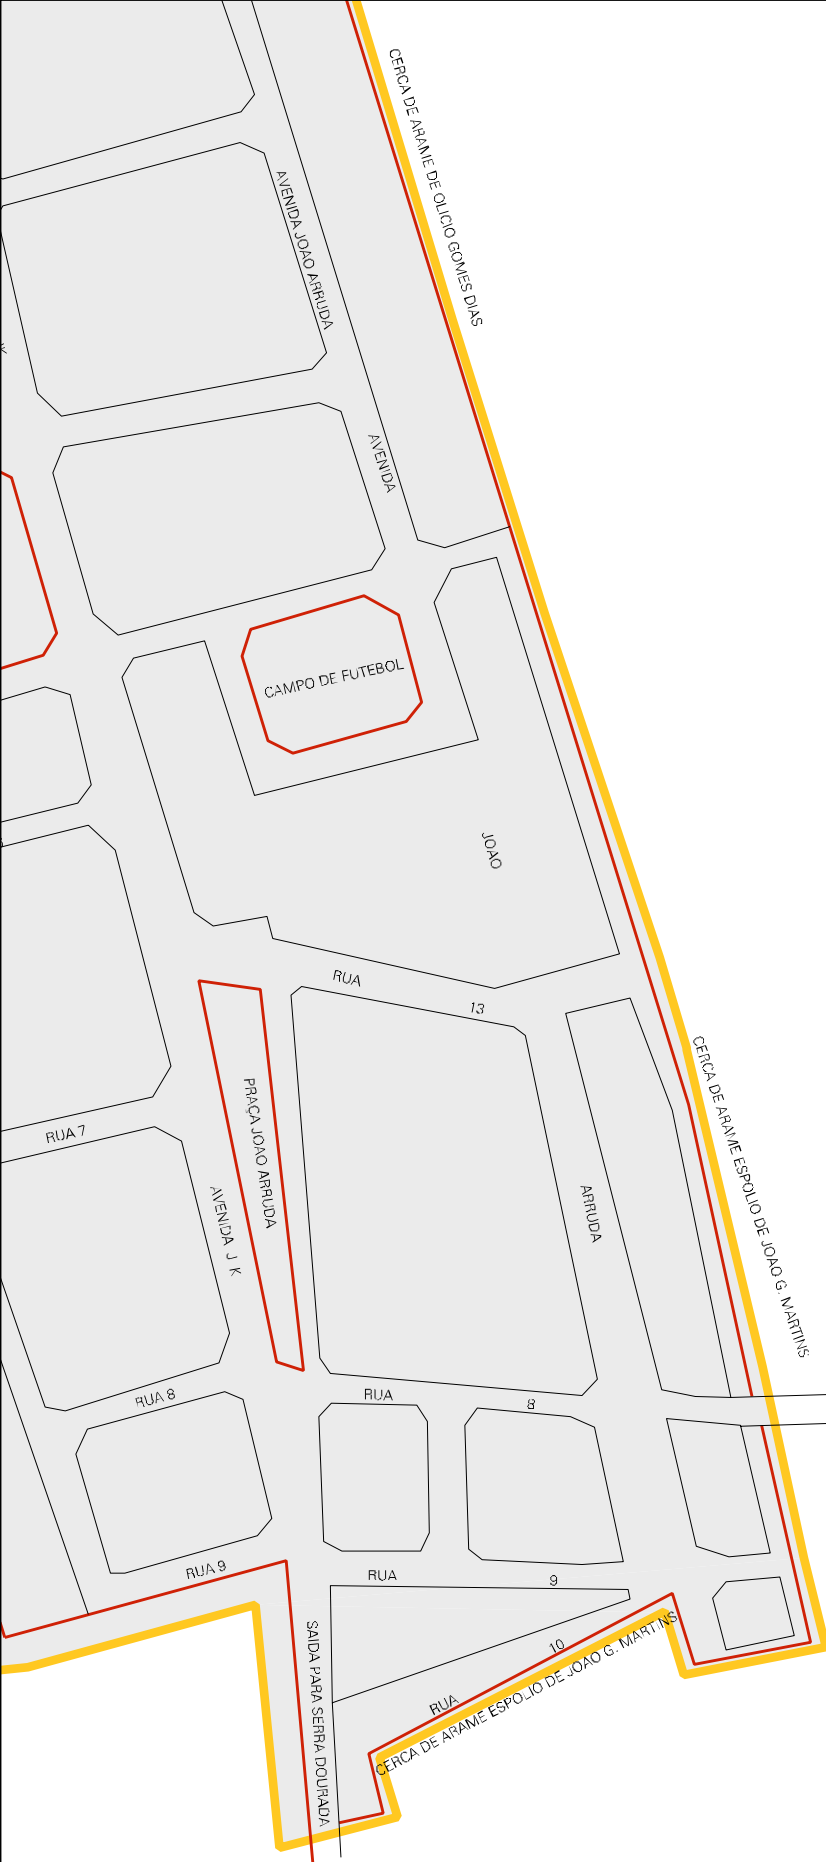 CERCA DE ARAME DE OLICIO GOMES DIAS
AVENIDA JOAO ARRUDA
AVENIDA
CAMPO DE FUTEBOL
JOAO
RUA
13
CERCA DE ARAME ESPOLIO DE JOAO G. MARTINS
PRAÇA JOAO ARRUDA
RUA 7
AVENIDA J K
ARRUDA
RUA 8
RUA
8
RUA 9
RUA
9
SAIDA PARA SERRA DOURADA
10
RUA
CERCA DE ARAME ESPOLIO DE JOAO G. MARTINS